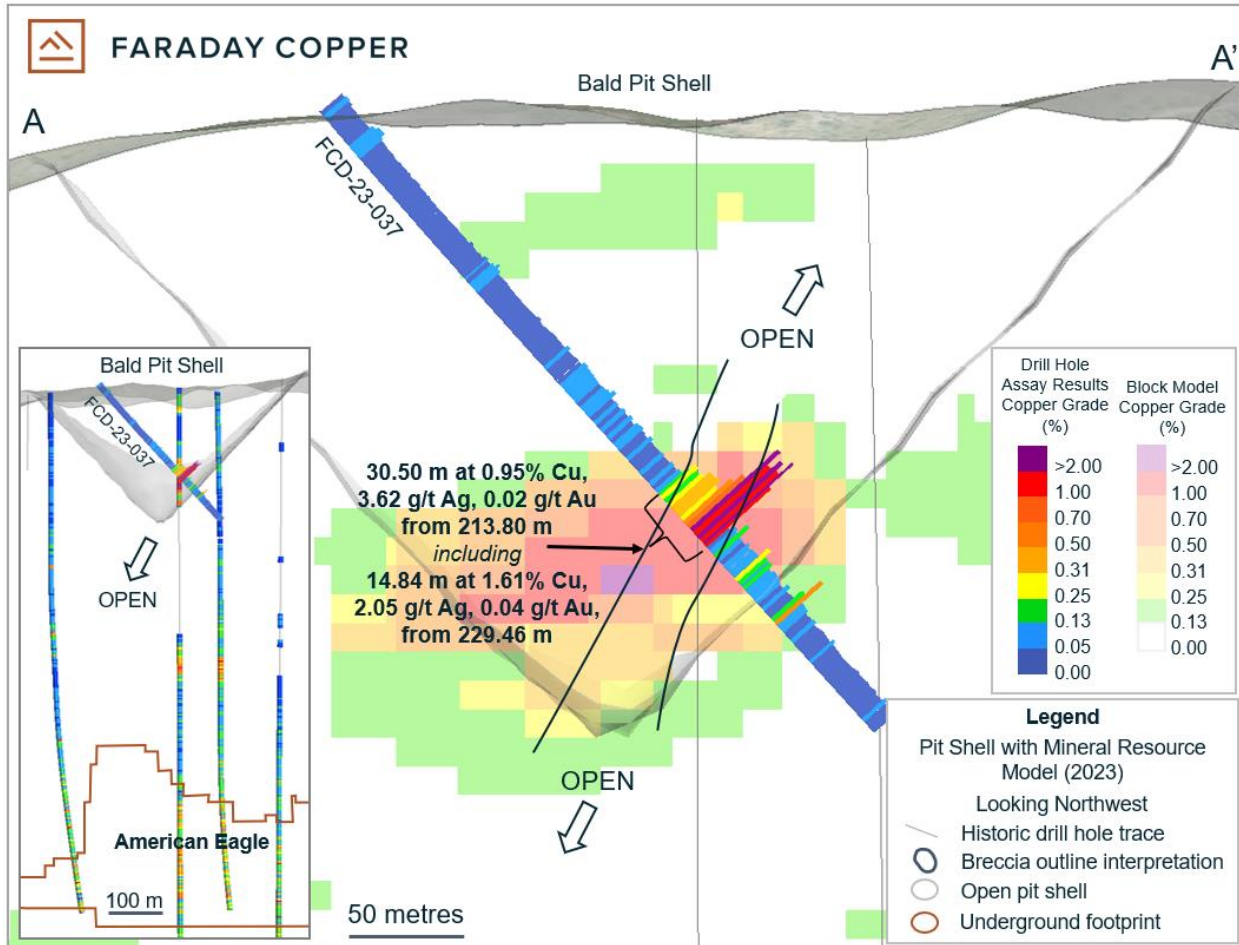 FARADAY COPPER
A
Bald Pit Shell
A'
FCD-23-037
OPEN
30.50 m at 0.95% Cu,
3.62 g/t Ag, 0.02 g/t Au
from 213.80 m
including
14.84 m at 1.61% Cu,
2.05 g/t Ag, 0.04 g/t Au,
from 229.46 m
OPEN
50 metres
Bald Pit Shell
FCD-23-037
OPEN
American Eagle
100 m
Drill Hole
Assay Results
Copper Grade
(%)
>2.00
1.00
0.70
0.50
0.31
0.25
0.13
0.05
0.00
Block Model
Copper Grade
(%)
>2.00
1.00
0.70
0.50
0.31
0.25
0.13
0.00
Legend
Pit Shell with Mineral Resource
Model (2023)
Looking Northwest
Historic drill hole trace
Breccia outline interpretation
Open pit shell
Underground footprint